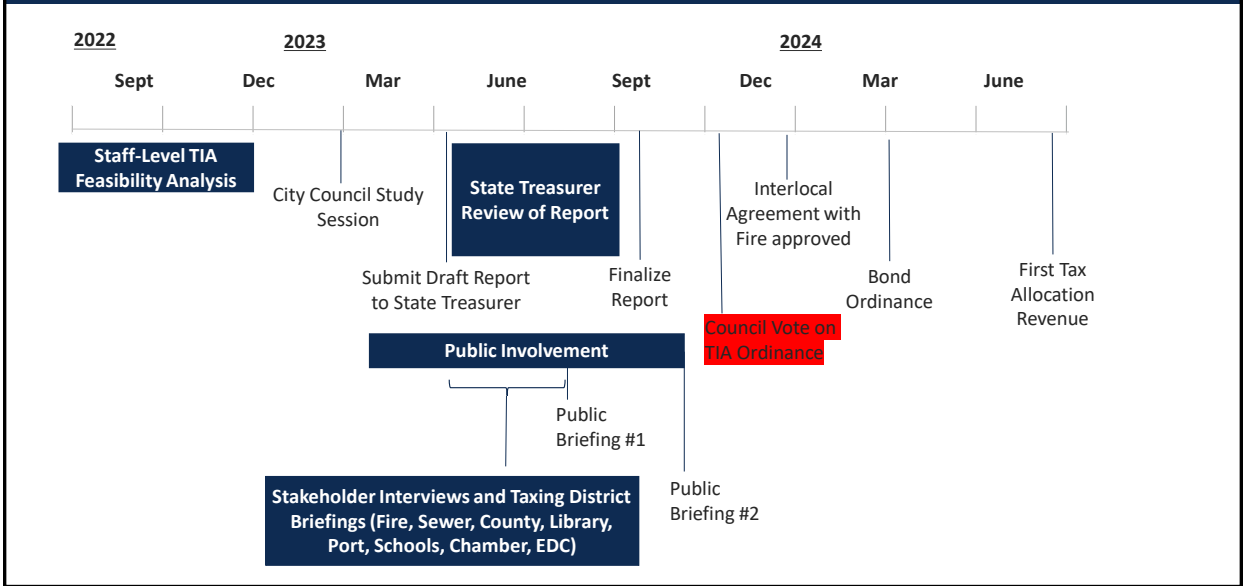 2022
2023
2024
Sept
Dec
Mar
June
Sept
Dec
Mar
June
Staff-Level TIA
Feasibility Analysis
City Council Study
Session
State Treasurer
Review of Report
Interlocal
Agreement with
Fire approved
Submit Draft Report
to State Treasurer
Finalize
Report
Bond
Ordinance
First Tax
Allocation
Revenue
Council Vote on
TIA Ordinance
Public Involvement
Public
Briefing #1
Stakeholder Interviews and Taxing District
Briefings (Fire, Sewer, County, Library,
Port, Schools, Chamber, EDC)
Public
Briefing #2